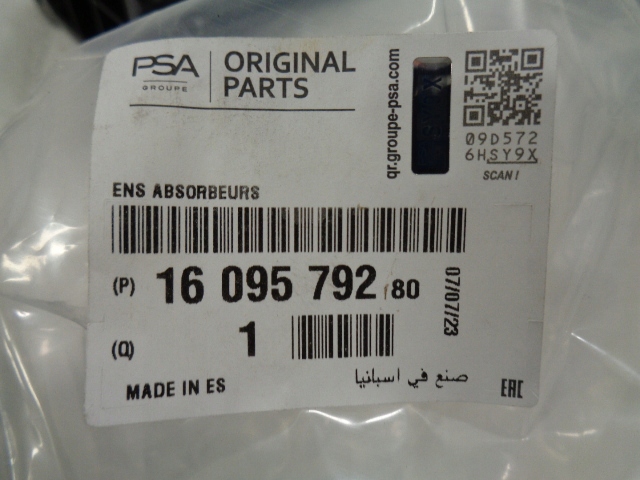 PSA
GROUPE
ORIGINAL
PARTS
qr.groupe-psa.com
09D572
6HSY9X
SCAN!
ENS ABSORBEURS
(P) 16 095 792 80
07/07/23
(Q) 1
MADE IN ES
صنع في اسبانيا
EAC